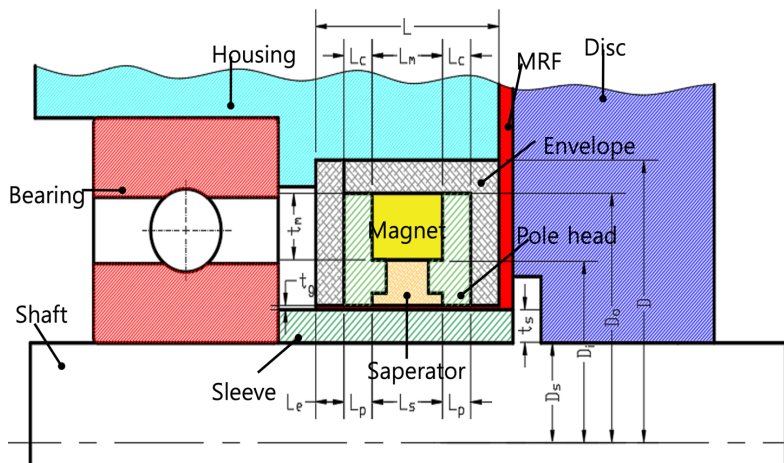 L
Housing
Lc
Lm
Lc
MRF
Disc
Envelope
Bearing
tm
Magnet
Pole head
tg
Shaft
ts
Di
Do
D
Saperator
Sleeve
Ds
Le
Lp
Ls
Lp